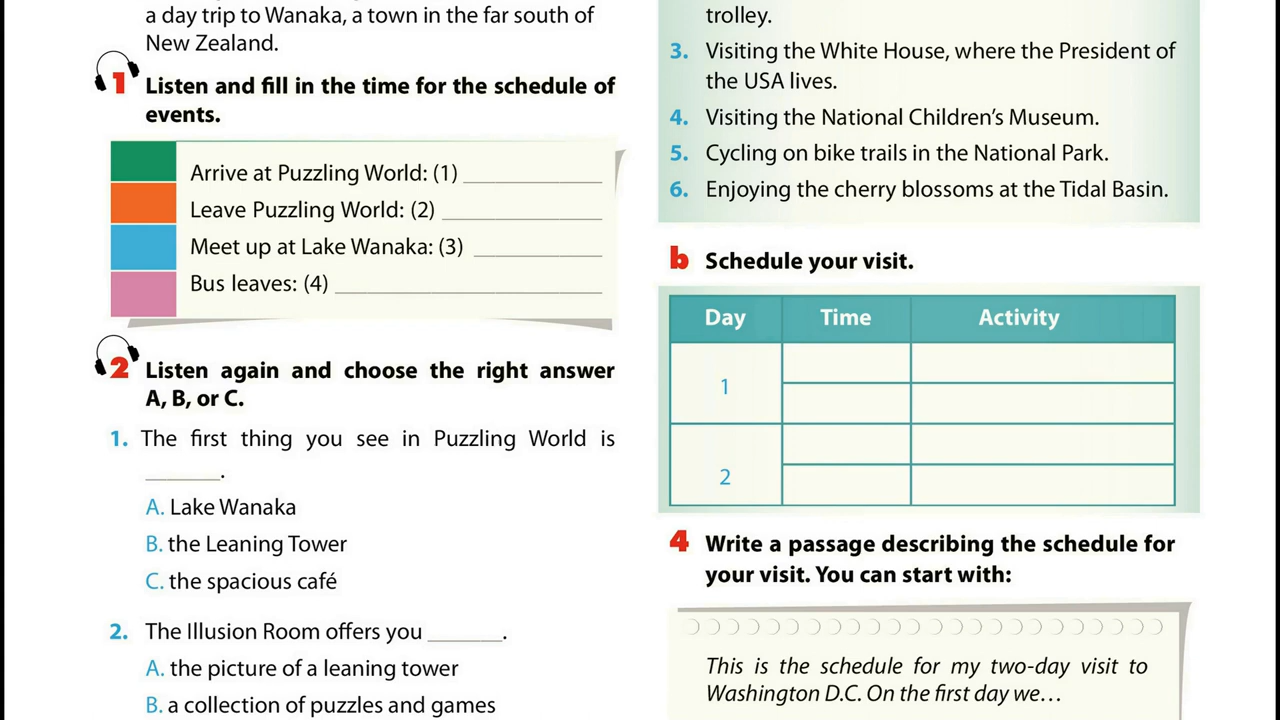 a day trip to Wanaka, a town in the far south of
New Zealand.
1 Listen and fill in the time for the schedule of
events.
Arrive at Puzzling World: (1) ____________
Leave Puzzling World: (2) ______________
Meet up at Lake Wanaka: (3) ___________
Bus leaves: (4) _______________________
2 Listen again and choose the right answer
A, B, or C.
1. The first thing you see in Puzzling World is
______.
A. Lake Wanaka
B. the Leaning Tower
C. the spacious café
2. The Illusion Room offers you ______.
A. the picture of a leaning tower
B. a collection of puzzles and games
trolley.
3. Visiting the White House, where the President of
the USA lives.
4. Visiting the National Children's Museum.
5. Cycling on bike trails in the National Park.
6. Enjoying the cherry blossoms at the Tidal Basin.
b Schedule your visit.
Day Time Activity
1
2
4 Write a passage describing the schedule for
your visit. You can start with:
This is the schedule for my two-day visit to
Washington D.C. On the first day we…